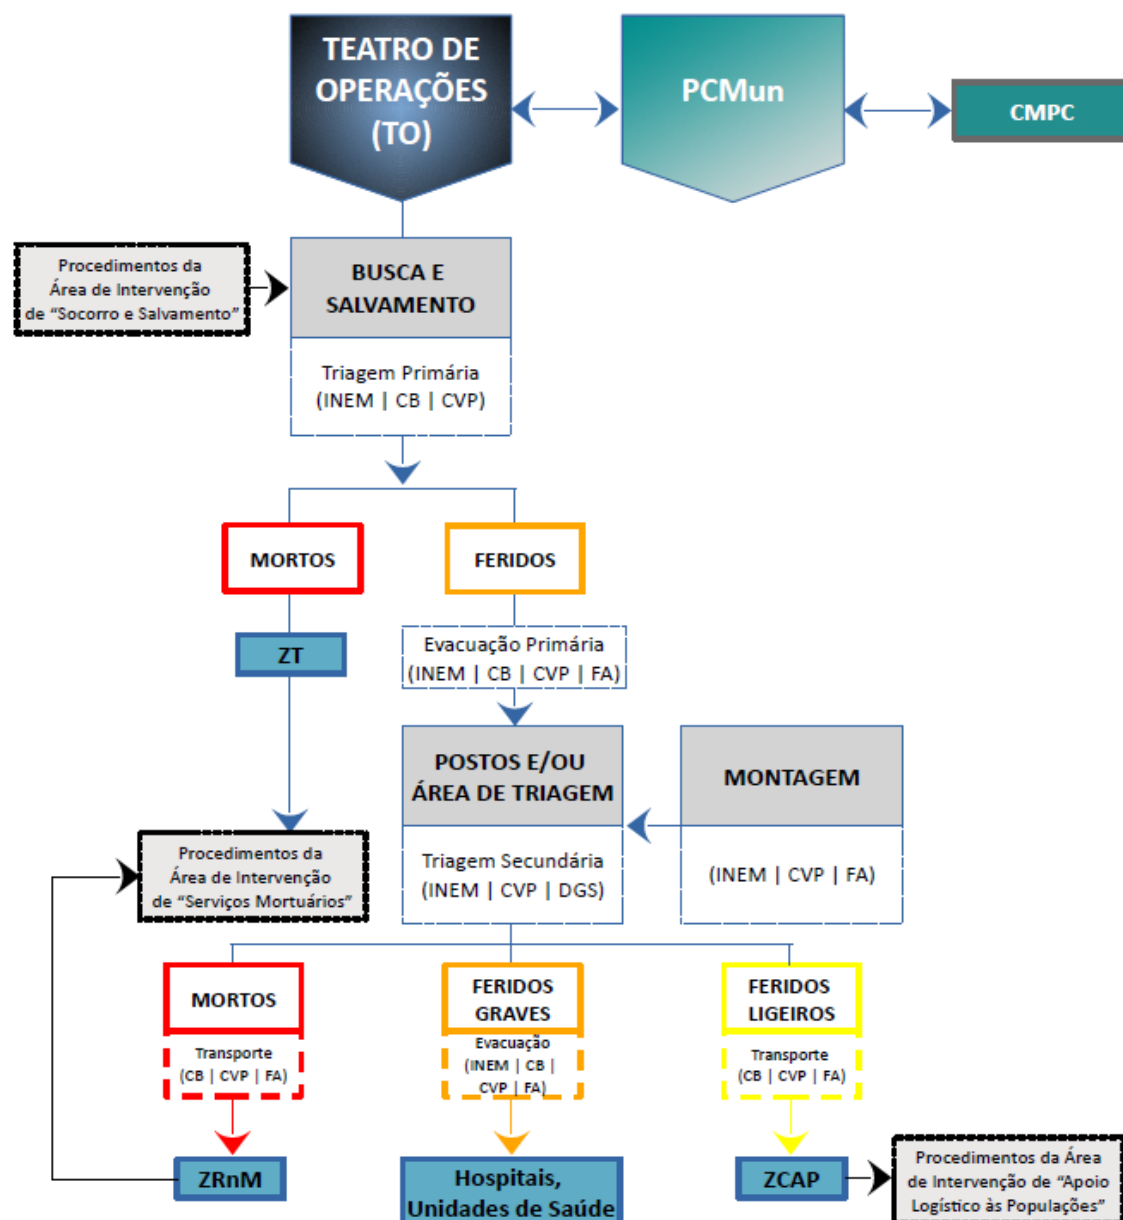 TEATRO DE
OPERAÇÕES
(TO)
PCMun
CMPC
Procedimentos da
Área de Intervenção
de “Socorro e Salvamento”
BUSCA E
SALVAMENTO
Triagem Primária
(INEM | CB | CVP)
MORTOS
FERIDOS
ZT
Evacuação Primária
(INEM | CB | CVP | FA)
POSTOS E/OU
ÁREA DE TRIAGEM
MONTAGEM
Triagem Secundária
(INEM | CVP | DGS)
(INEM | CVP | FA)
Procedimentos da
Área de Intervenção
de “Serviços Mortuários”
MORTOS
Transporte
(CB | CVP | FA)
FERIDOS
GRAVES
Evacuação
(INEM | CB |
CVP | FA)
FERIDOS
LIGEIROS
Transporte
(CB | CVP | FA)
ZRnM
Hospitais,
Unidades de Saúde
ZCAP
Procedimentos da Área
de Intervenção de “Apoio
Logístico às Populações”